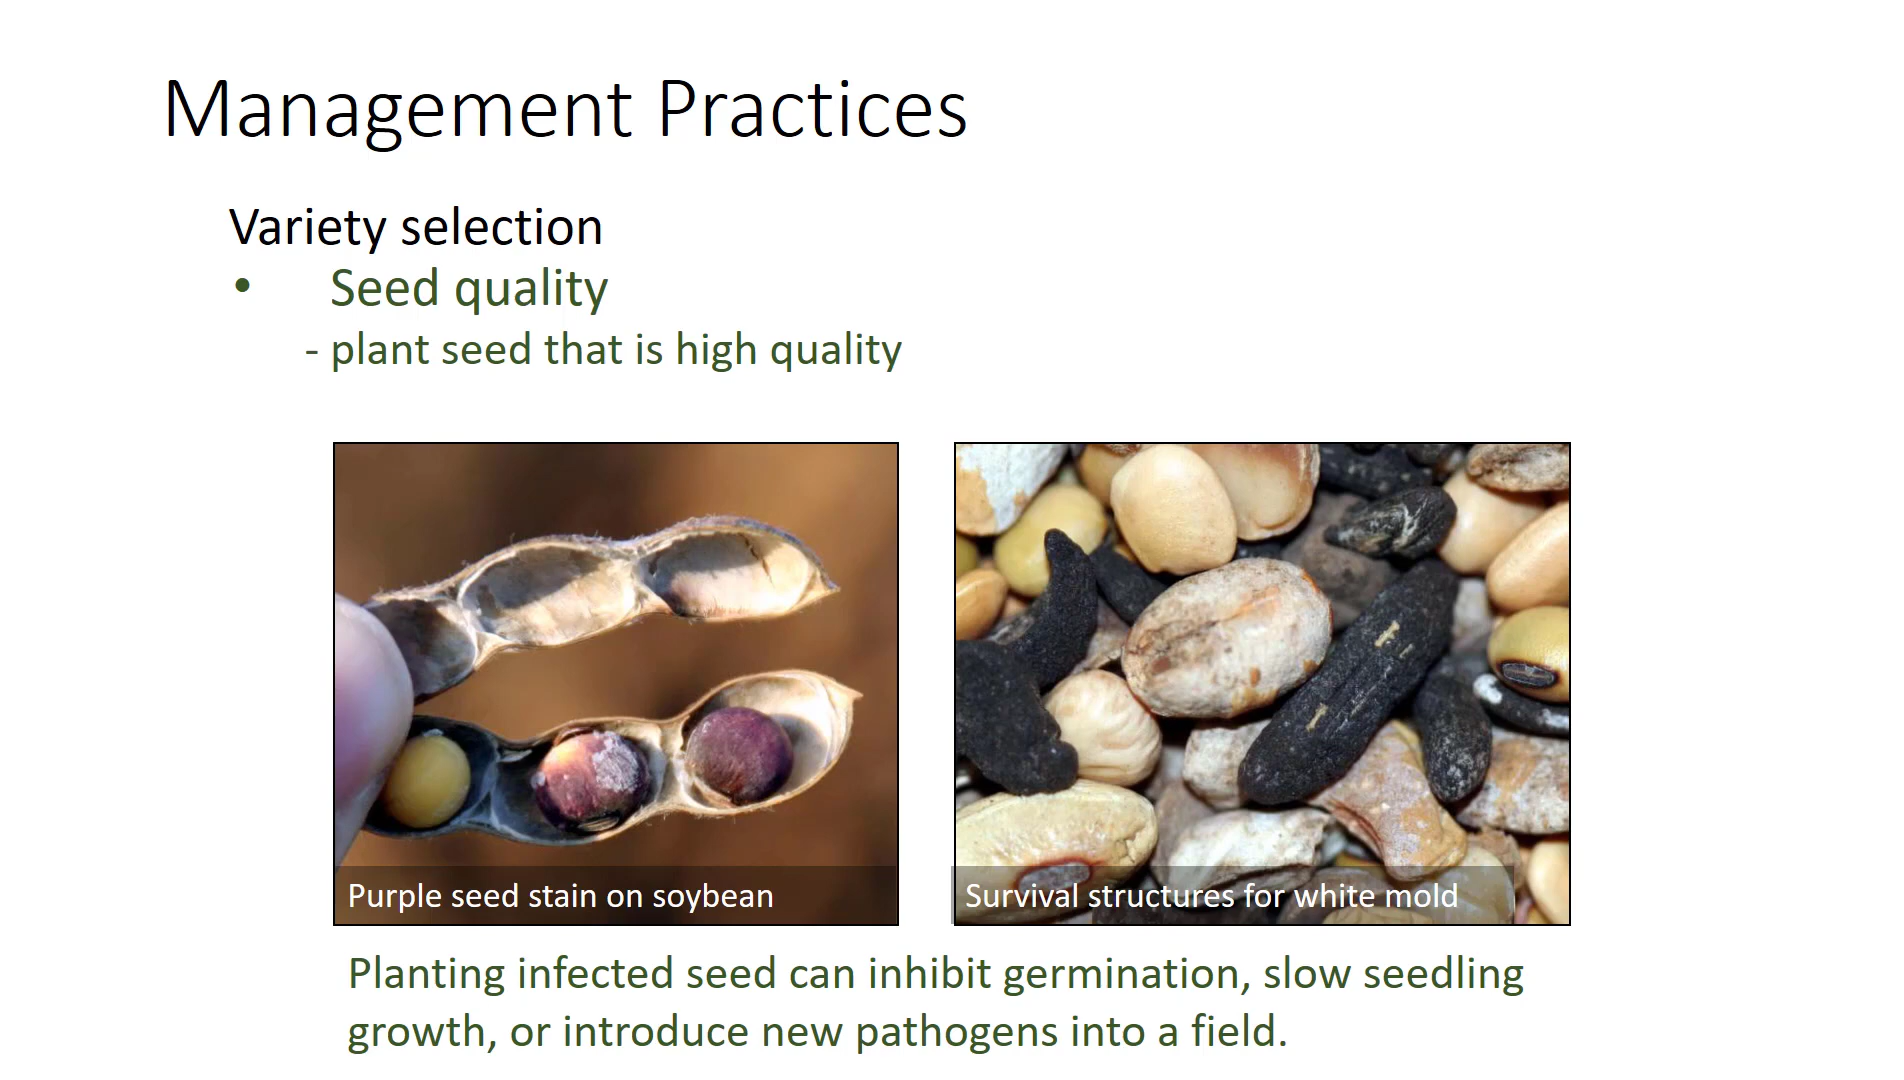 Management Practices
Variety selection
• Seed quality
- plant seed that is high quality
Purple seed stain on soybean
Survival structures for white mold
Planting infected seed can inhibit germination, slow seedling
growth, or introduce new pathogens into a field.